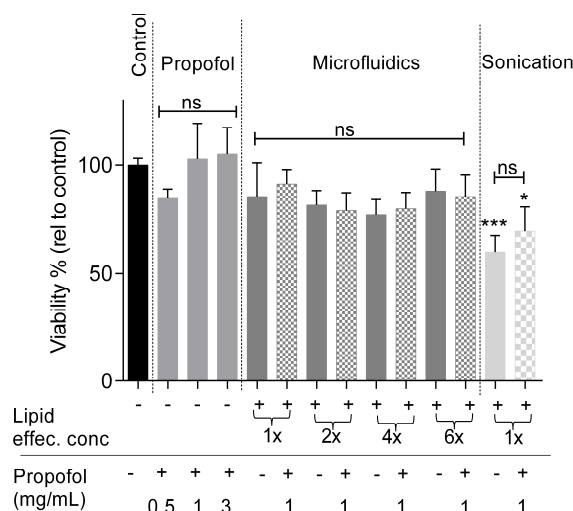 Control
Propofol
Microfluidics
Sonication
ns
ns
ns
*** *
Viability % (rel to control)
100
50
0
- - - - + + + + + + + + + +
Lipid
effec. conc
1x 2x 4x 6x 1x
Propofol
(mg/mL)
- + + + - + - + - + - + - +
0.5 1 3 1 1 1 1 1